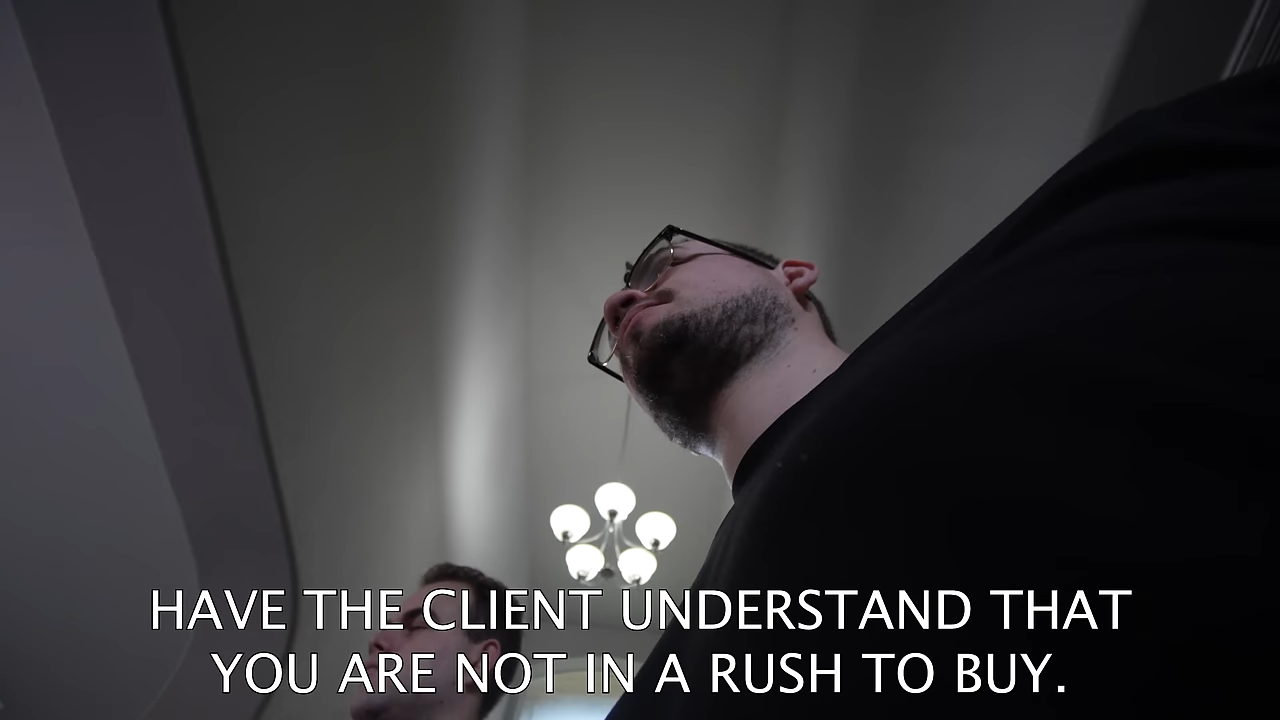 HAVE THE CLIENT UNDERSTAND THAT
YOU ARE NOT IN A RUSH TO BUY.